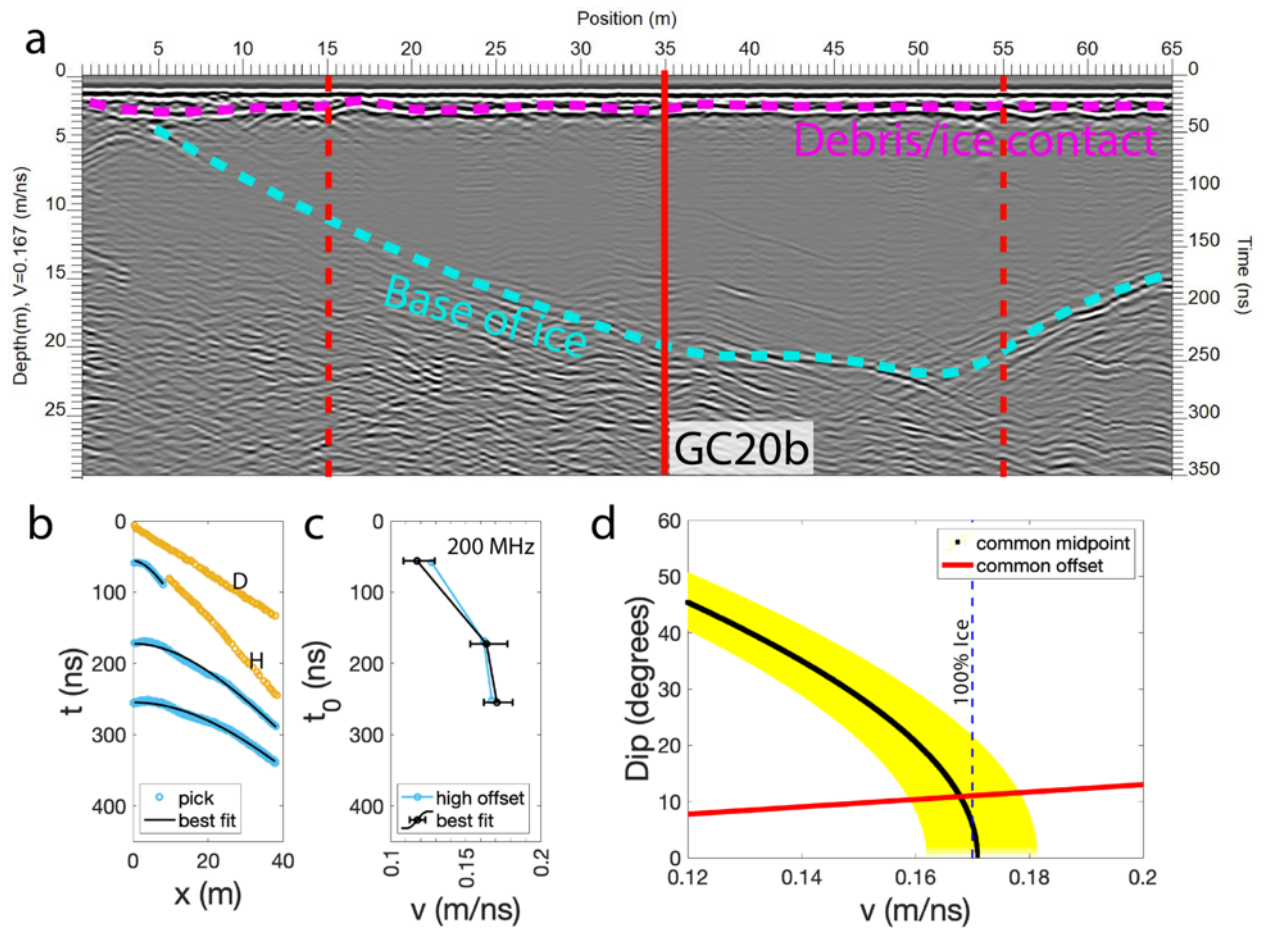 Position (m)
a
5 10 15 20 25 30 35 40 45 50 55 60 65
0 5 10 15 20 25
Depth(m), V=0.167 (m/ns)
0 50 100 150 200 250 300 350
Time (ns)
Debris/ice contact
Base of ice
GC20b
b
0 100 200 300 400
t (ns)
D
H
pick
best fit
0 20 40
x (m)
c
200 MHz
0 100 200 300 400
t0 (ns)
high offset
best fit
0.1 0.15 0.2
v (m/ns)
d
60 50 40 30 20 10 0
Dip (degrees)
common midpoint
common offset
100% Ice
0.12 0.14 0.16 0.18 0.2
v (m/ns)